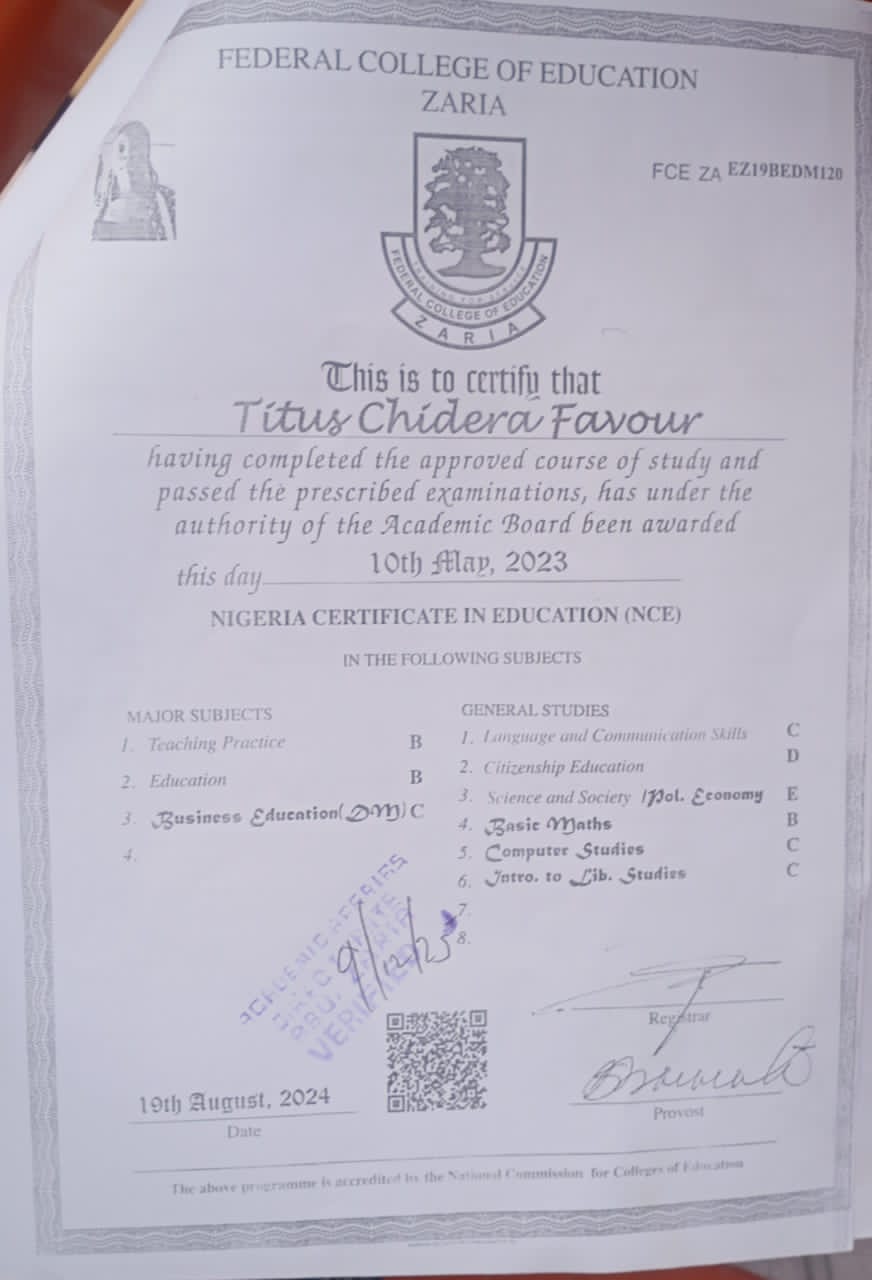 FEDERAL COLLEGE OF EDUCATION
ZARIA
FCE ZA EZ19BEDM120
TRAINING FOR SERVICE
FEDERAL COLLEGE OF EDUCATION
ZARIA
This is to certify that
Titus Chidera Favour
having completed the approved course of study and
passed the prescribed examinations, has under the
authority of the Academic Board been awarded
this day 10th May, 2023
NIGERIA CERTIFICATE IN EDUCATION (NCE)
IN THE FOLLOWING SUBJECTS
MAJOR SUBJECTS
1. Teaching Practice B
2. Education B
3. Business Education(DM) C
4.
GENERAL STUDIES
1. Language and Communication Skills C
2. Citizenship Education D
3. Science and Society /Pol. Economy E
4. Basic Maths B
5. Computer Studies C
6. Intro. to Lib. Studies C
7.
8.
ACADEMIC AFFAIRS
VERIFIED
9/12/25
Registrar
Provost
19th August, 2024
Date
The above programme is accredited by the National Commission for Colleges of Education